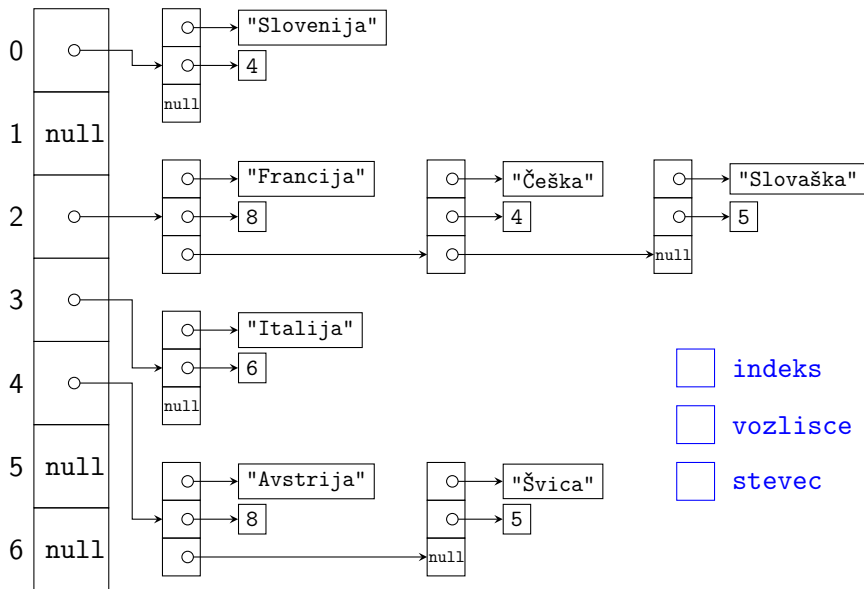 "Slovenija"
0 4
null
1 null
"Francija" "Češka" "Slovaška"
2 8 4 5
null
3 "Italija"
6
null
4
indeks
vozlisce
stevec
5 null
"Avstrija" "Švica"
8 5
6 null null